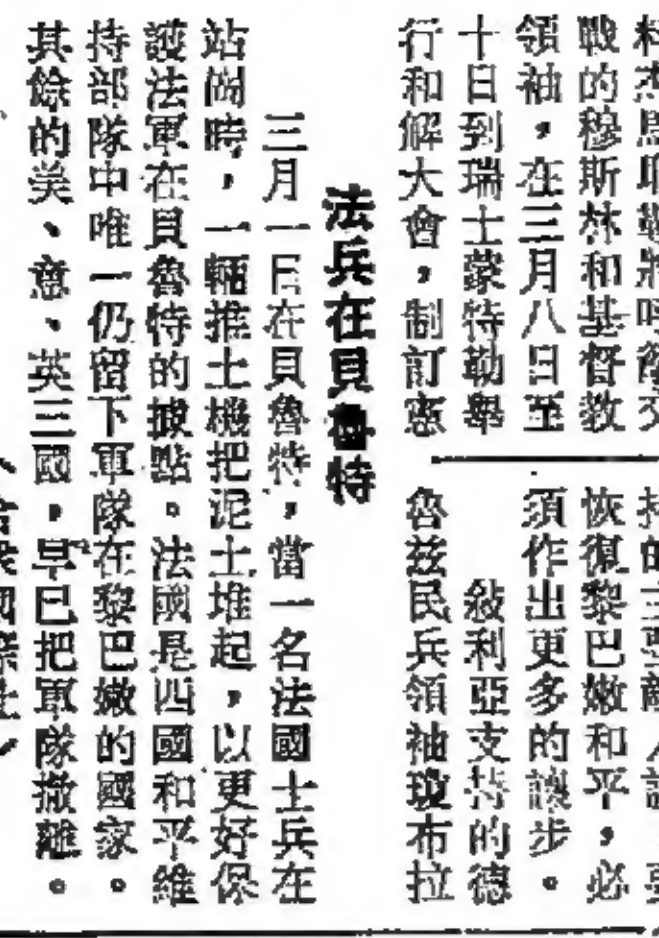 戰的穆斯林和基督教
領袖，在三月八日至
十日到瑞士蒙特勒舉
行和解大會，制訂憲
恢復黎巴嫩和平，必
須作出更多的讓步。
敍利亞支持的德
魯兹民兵領袖瓊布拉
法兵在貝魯特
三月一日在貝魯特，當一名法國士兵在
站崗時，一輛推土機把泥土堆起，以更好保
護法軍在貝魯特的據點。法國是四國和平維
持部隊中唯一仍留下軍隊在黎巴嫩的國家。
其餘的美、意、英三國，早已把軍隊撤離。